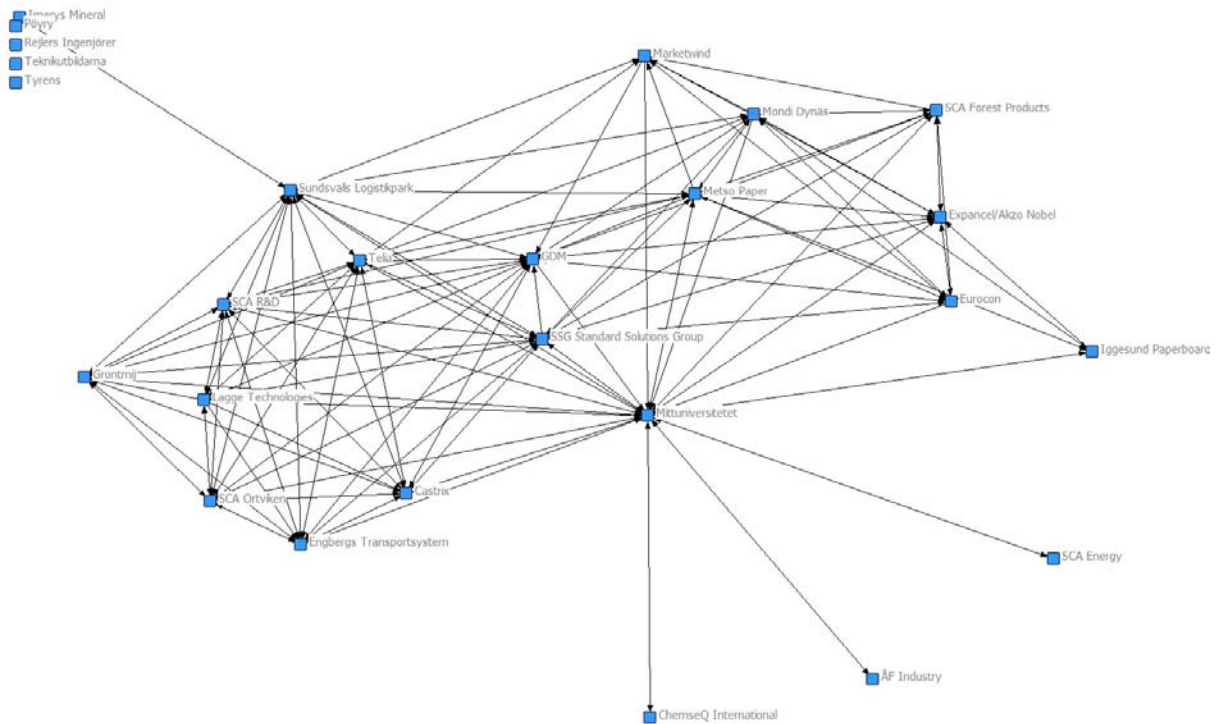 Imerys Mineral
Pöyry
Rejlers Ingenjörer
Teknikutbildarna
Tyrens
Marketwind
Mondi Dynäs
SCA Forest Products
Sundsvalls Logistikpark
Metso Paper
Expancel/Akzo Nobel
Telia
GDM
SCA R&D
Eurocon
SSG Standard Solutions Group
Iggesund Paperboard
Grontmij
Lagge Technologies
Mittuniversitetet
SCA Ortviken
Castrix
Engbergs Transportsystem
SCA Energy
ÅF Industry
ChemseQ International